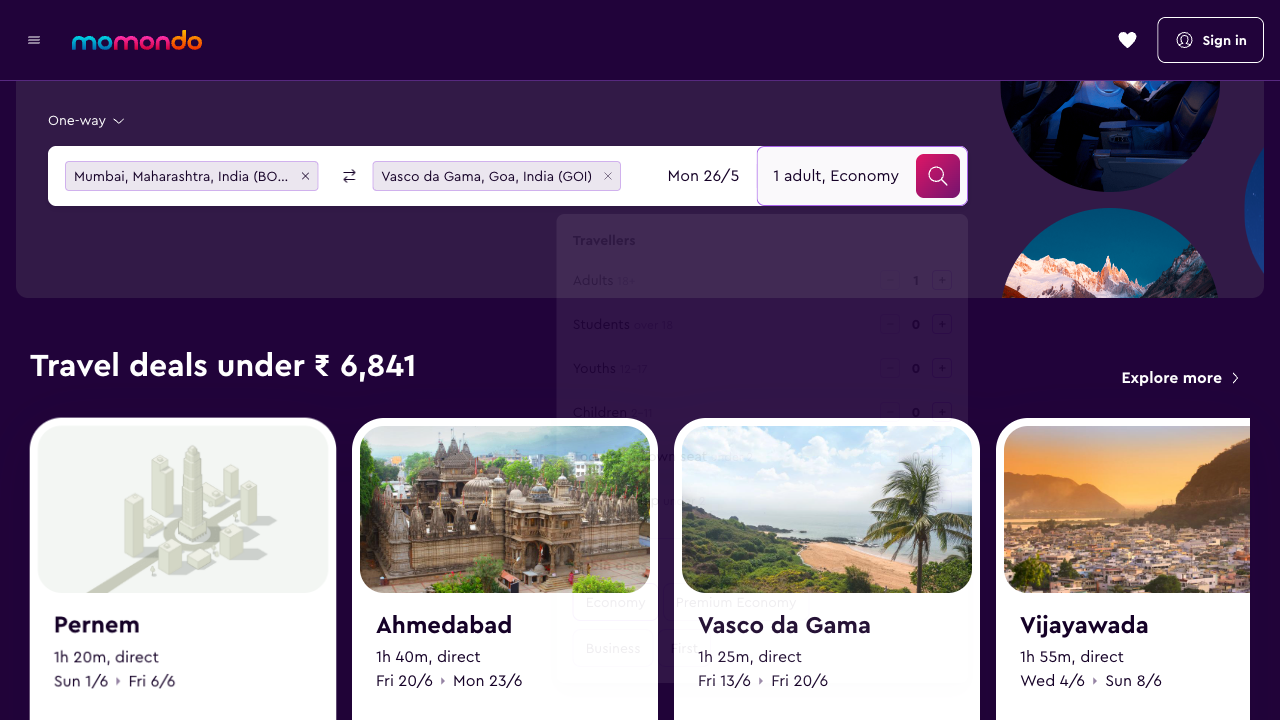 momondo
Sign in
One-way
Mumbai, Maharashtra, India (BO...
Vasco da Gama, Goa, India (GOI)
Mon 26/5
1 adult, Economy
Travellers
Adults 18+
1
Students over 18
0
Youths 12-17
0
Children 2-11
0
Travel deals under ₹ 6,841
Explore more
Economy
Premium Economy
Business
First
Pernem
1h 20m, direct
Sun 1/6 Fri 6/6
Ahmedabad
1h 40m, direct
Fri 20/6 Mon 23/6
Vasco da Gama
1h 25m, direct
Fri 13/6 Fri 20/6
Vijayawada
1h 55m, direct
Wed 4/6 Sun 8/6